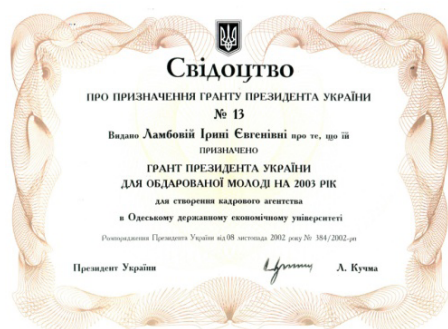 Свідоцтво
ПРО ПРИЗНАЧЕННЯ ГРАНТУ ПРЕЗИДЕНТА УКРАЇНИ
№ 13
Видано Ламбовій Ірині Євгенівні про те, що їй
ПРИЗНАЧЕНО
ГРАНТ ПРЕЗИДЕНТА УКРАЇНИ
ДЛЯ ОБДАРОВАНОЇ МОЛОДІ НА 2003 РІК
для створення кадрового агентства
в Одеському державному економічному університеті
Розпорядження Президента України від 08 листопада 2002 року № 384/2002-рп
Президент України Л. Кучма